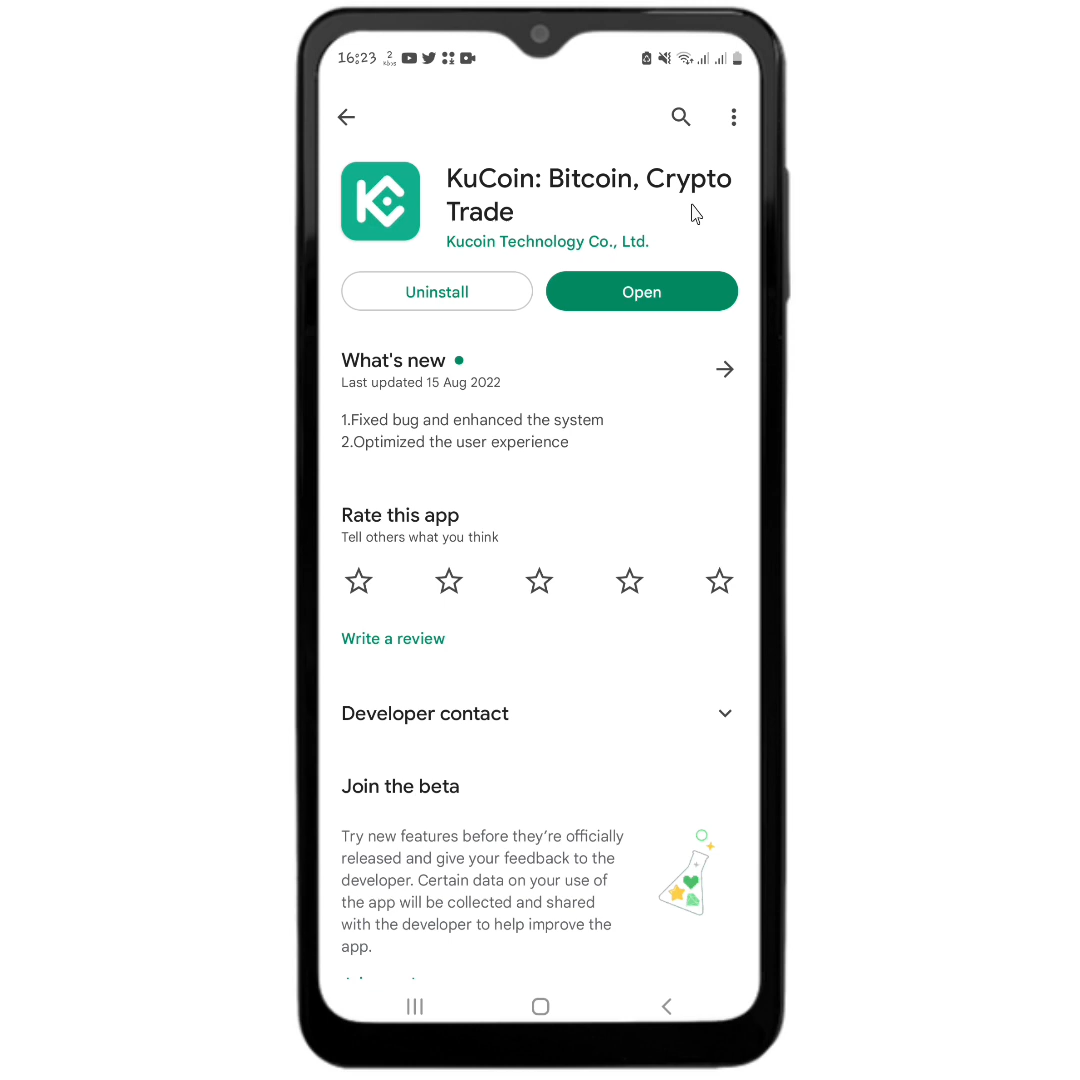 16:23 2
kbps
KuCoin: Bitcoin, Crypto
Trade
Kucoin Technology Co., Ltd.
Uninstall Open
What's new
Last updated 15 Aug 2022
1.Fixed bug and enhanced the system
2.Optimized the user experience
Rate this app
Tell others what you think
Write a review
Developer contact
Join the beta
Try new features before they’re officially
released and give your feedback to the
developer. Certain data on your use of
the app will be collected and shared
with the developer to help improve the
app.